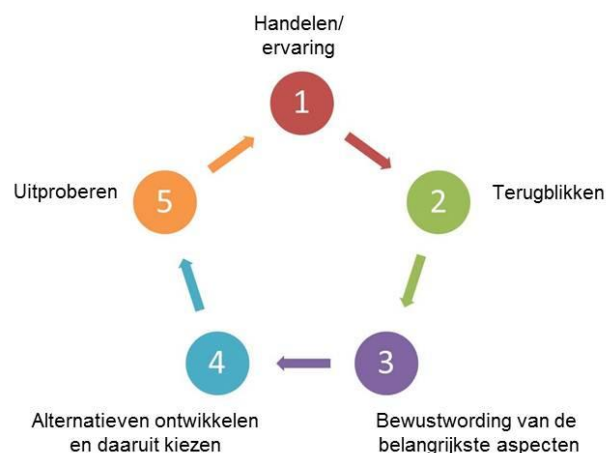 Handelen/
ervaring
1
2
Terugblikken
3
Bewustwording van de
belangrijkste aspecten
4
Alternatieven ontwikkelen
en daaruit kiezen
5
Uitproberen